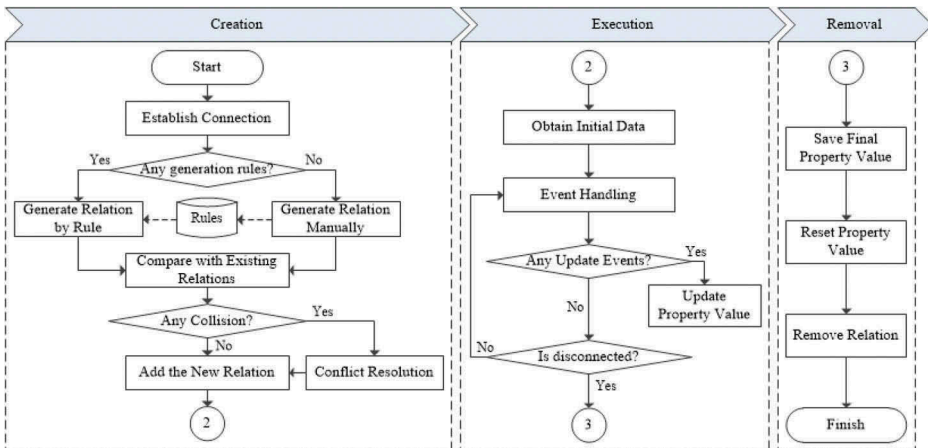 Creation
Execution
Removal
Start
Establish Connection
Yes
Any generation rules?
No
Generate Relation
by Rule
Rules
Generate Relation
Manually
Compare with Existing
Relations
Any Collision?
Yes
No
Add the New Relation
Conflict Resolution
2
2
Obtain Initial Data
Event Handling
Any Update Events?
Yes
Update
Property Value
No
No
Is disconnected?
Yes
3
3
Save Final
Property Value
Reset Property
Value
Remove Relation
Finish